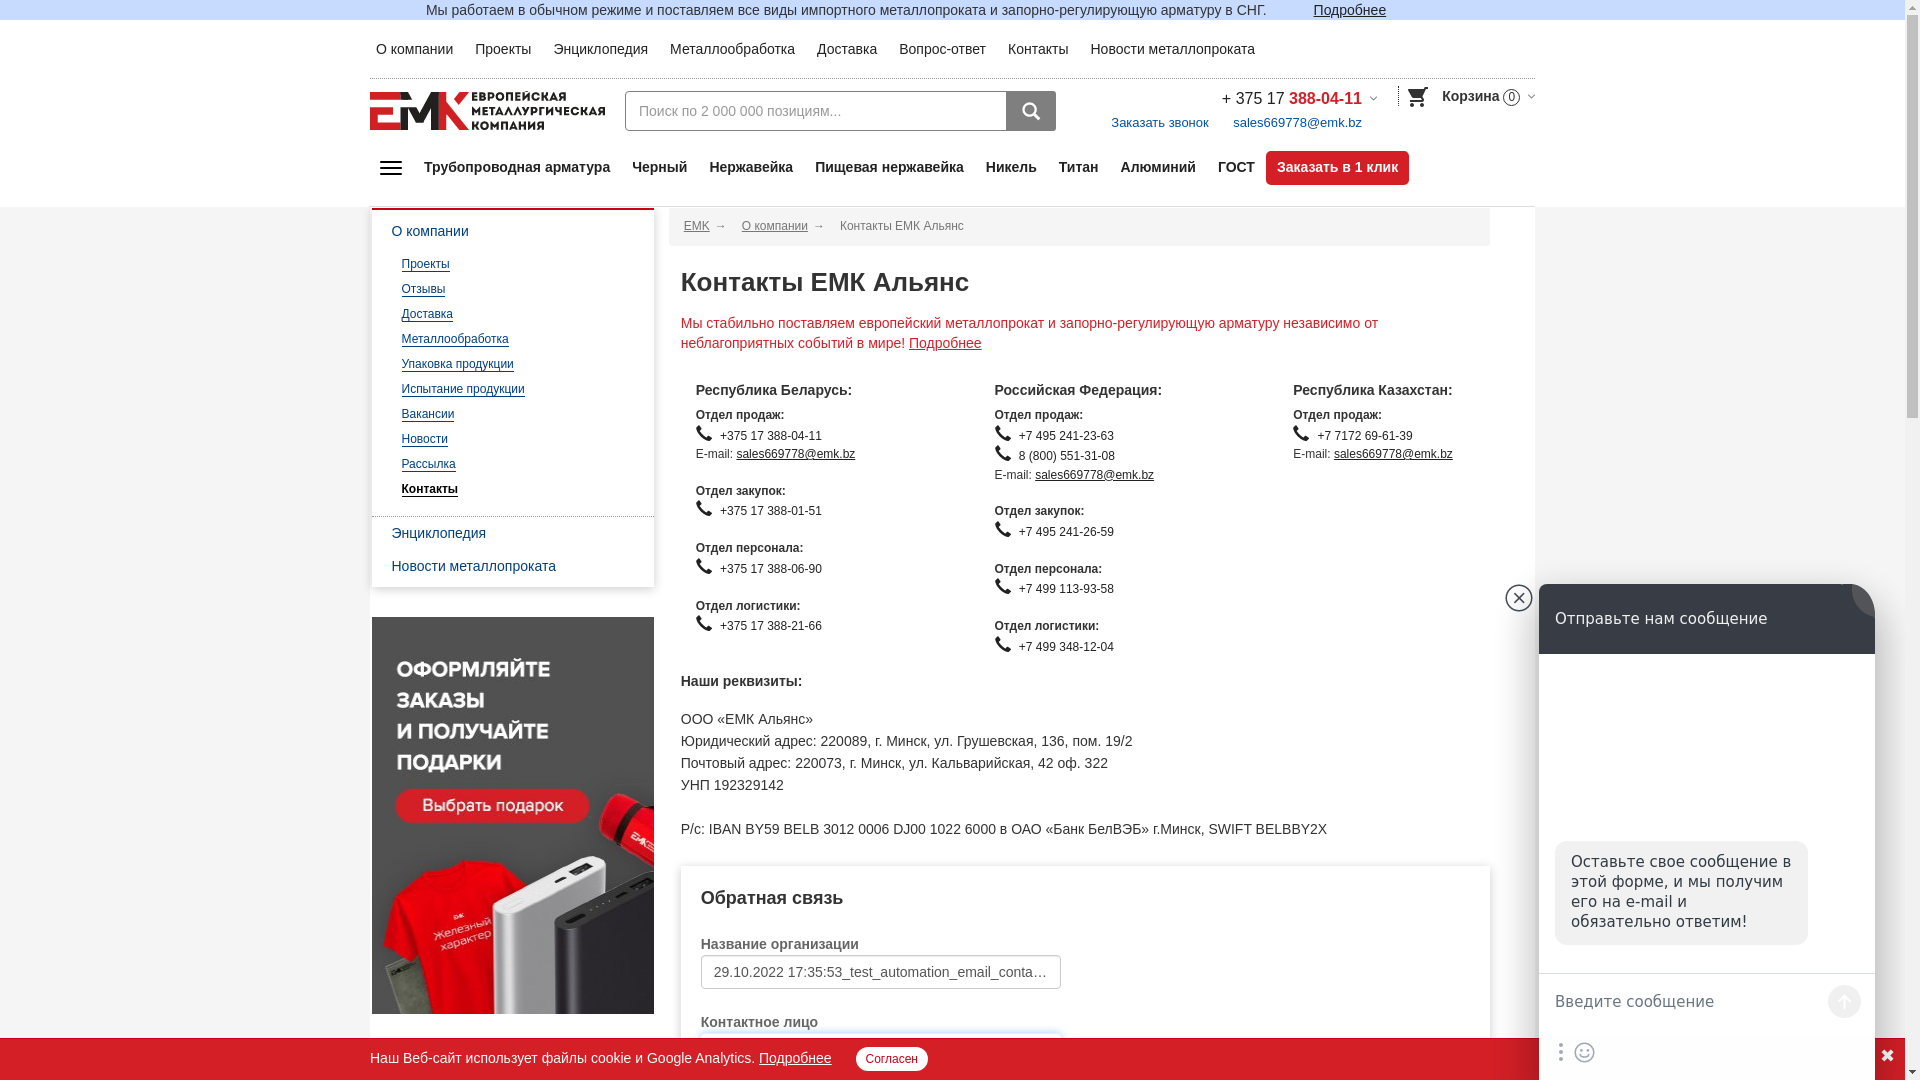 Мы работаем в обычном режиме и поставляем все виды импортного металлопроката и запорно-регулирующую арматуру в СНГ. Подробнее
О компании Проекты Энциклопедия Металлообработка Доставка Вопрос-ответ Контакты Новости металлопроката
ЕМК ЕВРОПЕЙСКАЯ
МЕТАЛЛУРГИЧЕСКАЯ
КОМПАНИЯ
Поиск по 2 000 000 позициям...
+ 375 17 388-04-11
Заказать звонок sales669778@emk.bz
Корзина 0
Трубопроводная арматура Черный Нержавейка Пищевая нержавейка Никель Титан Алюминий ГОСТ Заказать в 1 клик
О компании
Проекты
Отзывы
Доставка
Металлообработка
Упаковка продукции
Испытание продукции
Вакансии
Новости
Рассылка
Контакты
Энциклопедия
Новости металлопроката
ОФОРМЛЯЙТЕ
ЗАКАЗЫ
И ПОЛУЧАЙТЕ
ПОДАРКИ
Выбрать подарок
ЕМК
ЕМК
Железный
характер
ЕМК → О компании → Контакты ЕМК Альянс
Контакты ЕМК Альянс
Мы стабильно поставляем европейский металлопрокат и запорно-регулирующую арматуру независимо от
неблагоприятных событий в мире! Подробнее
Республика Беларусь:
Отдел продаж:
+375 17 388-04-11
E-mail: sales669778@emk.bz
Отдел закупок:
+375 17 388-01-51
Отдел персонала:
+375 17 388-06-90
Отдел логистики:
+375 17 388-21-66
Российская Федерация:
Отдел продаж:
+7 495 241-23-63
8 (800) 551-31-08
E-mail: sales669778@emk.bz
Отдел закупок:
+7 495 241-26-59
Отдел персонала:
+7 499 113-93-58
Отдел логистики:
+7 499 348-12-04
Республика Казахстан:
Отдел продаж:
+7 7172 69-61-39
E-mail: sales669778@emk.bz
Наши реквизиты:
ООО «ЕМК Альянс»
Юридический адрес: 220089, г. Минск, ул. Грушевская, 136, пом. 19/2
Почтовый адрес: 220073, г. Минск, ул. Кальварийская, 42 оф. 322
УНП 192329142
Р/с: IBAN BY59 BELB 3012 0006 DJ00 1022 6000 в ОАО «Банк БелВЭБ» г.Минск, SWIFT BELBBY2X
Обратная связь
Название организации
29.10.2022 17:35:53_test_automation_email_conta…
Контактное лицо
Отправьте нам сообщение
Оставьте свое сообщение в
этой форме, и мы получим
его на e-mail и
обязательно ответим!
Введите сообщение
Наш Веб-сайт использует файлы cookie и Google Analytics. Подробнее Согласен